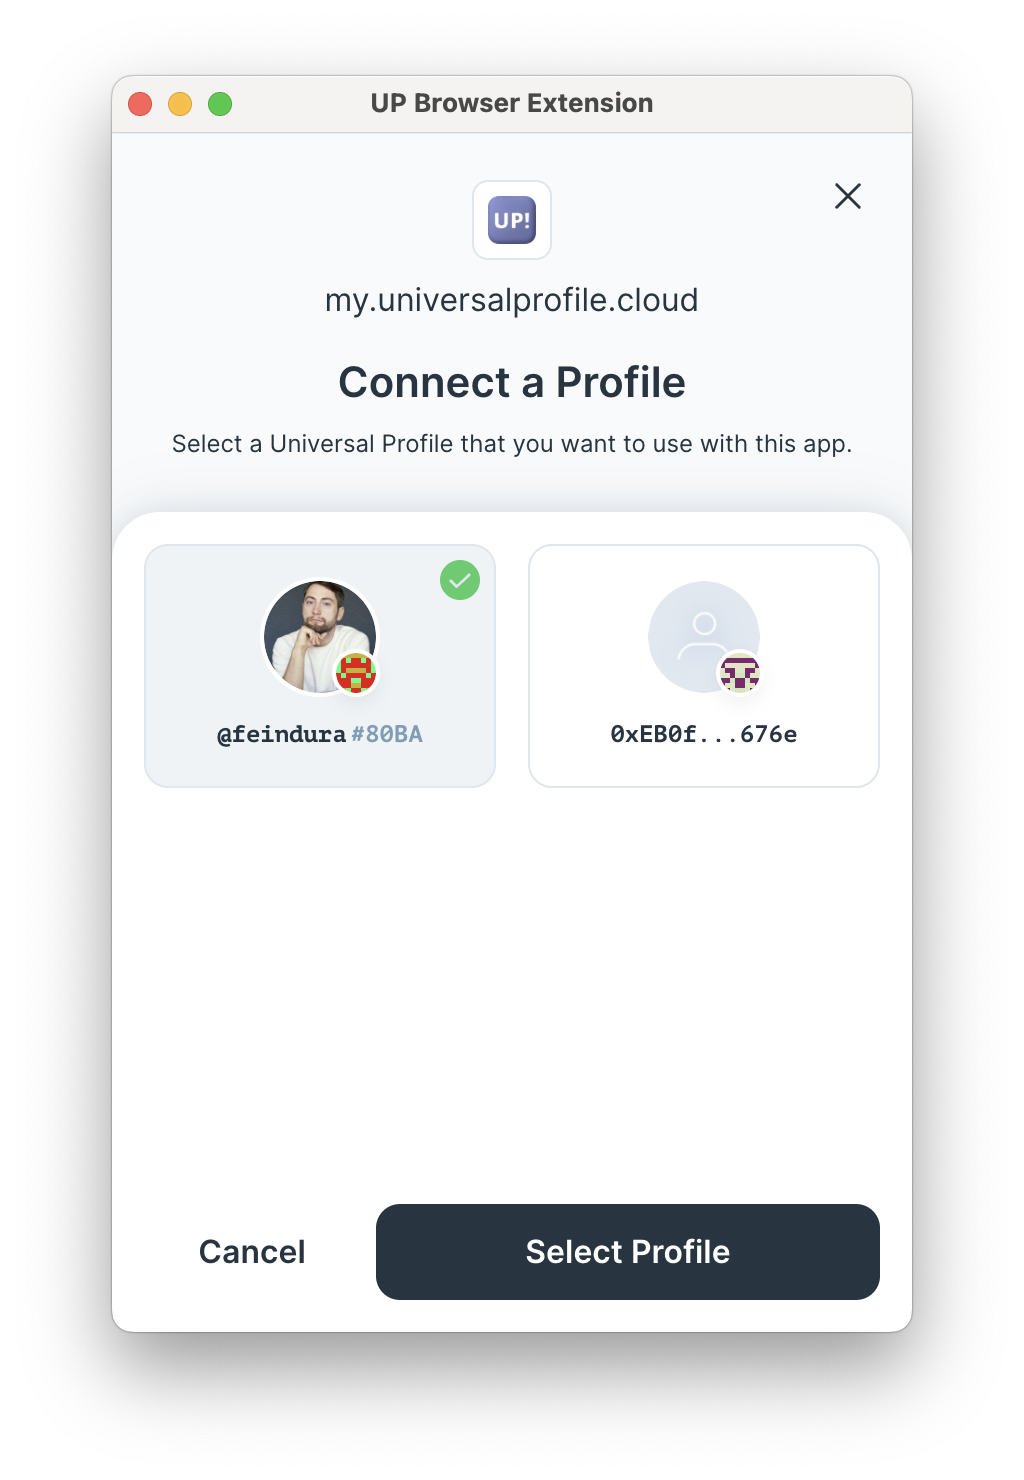 UP Browser Extension
UP!
my.universalprofile.cloud
Connect a Profile
Select a Universal Profile that you want to use with this app.
@feindura #80BA
0xEB0f...676e
Cancel
Select Profile